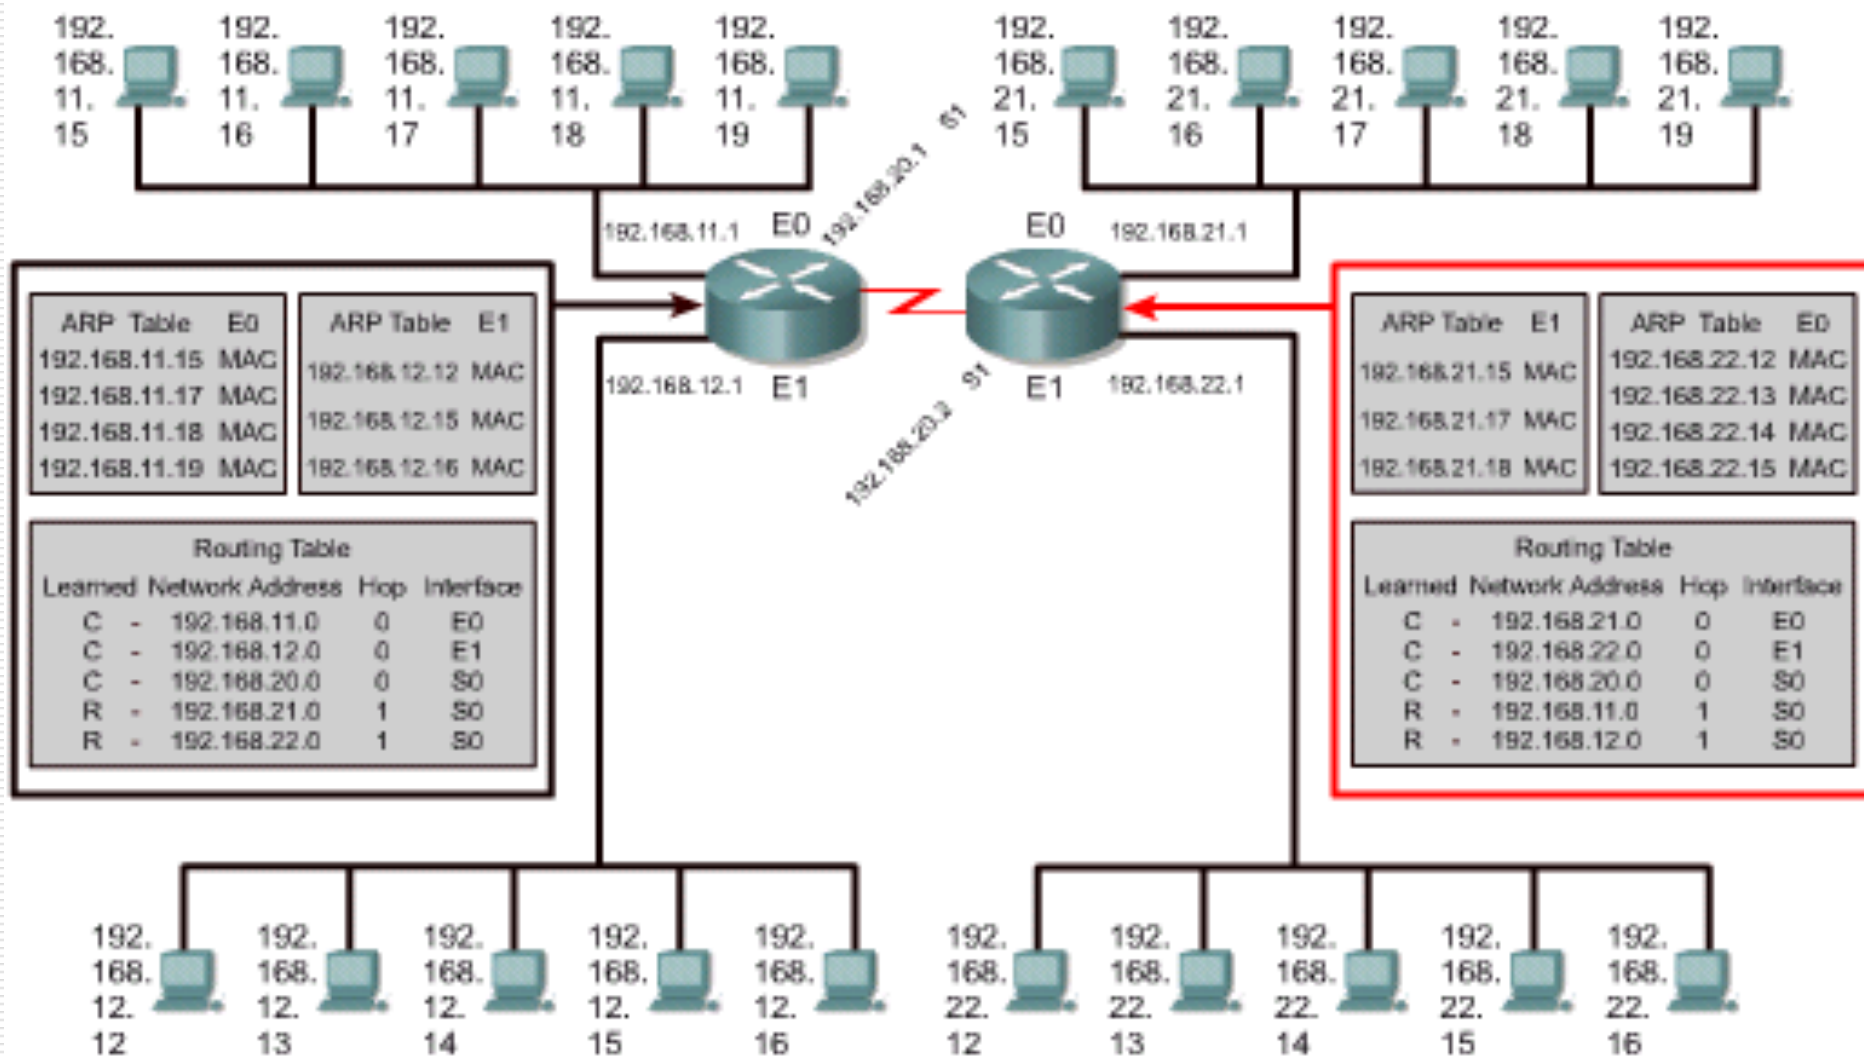 192.
168.
11.
15
192.
168.
11.
16
192.
168.
11.
17
192.
168.
11.
18
192.
168.
11.
19
192.
168.
21.
15
192.
168.
21.
16
192.
168.
21.
17
192.
168.
21.
18
192.
168.
21.
19
192.168.11.1
E0
192.168.20.1 S1
E0
192.168.21.1
192.168.12.1
E1
192.168.20.2 S1
E1
192.168.22.1
ARP Table E0
192.168.11.15 MAC
192.168.11.17 MAC
192.168.11.18 MAC
192.168.11.19 MAC
ARP Table E1
192.168.12.12 MAC
192.168.12.15 MAC
192.168.12.16 MAC
Routing Table
Learned Network Address Hop Interface
C - 192.168.11.0 0 E0
C - 192.168.12.0 0 E1
C - 192.168.20.0 0 S0
R - 192.168.21.0 1 S0
R - 192.168.22.0 1 S0
ARP Table E1
192.168.21.15 MAC
192.168.21.17 MAC
192.168.21.18 MAC
ARP Table E0
192.168.22.12 MAC
192.168.22.13 MAC
192.168.22.14 MAC
192.168.22.15 MAC
Routing Table
Learned Network Address Hop Interface
C - 192.168.21.0 0 E0
C - 192.168.22.0 0 E1
C - 192.168.20.0 0 S0
R - 192.168.11.0 1 S0
R - 192.168.12.0 1 S0
192.
168.
12.
12
192.
168.
12.
13
192.
168.
12.
14
192.
168.
12.
15
192.
168.
12.
16
192.
168.
22.
12
192.
168.
22.
13
192.
168.
22.
14
192.
168.
22.
15
192.
168.
22.
16